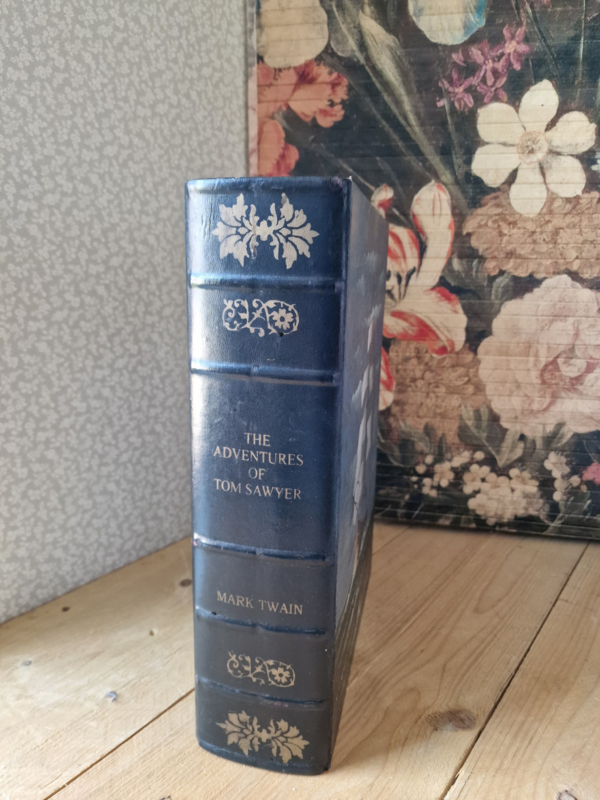 THE
ADVENTURES
OF
TOM SAWYER
MARK TWAIN